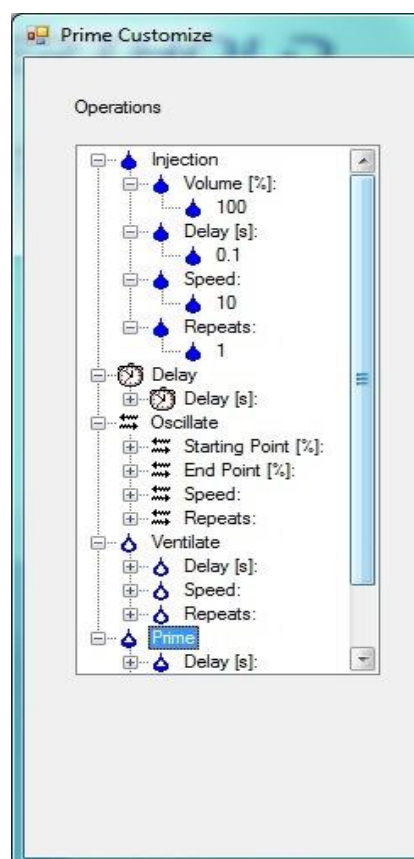 Prime Customize
Operations
Injection
Volume [%]:
100
Delay [s]:
0.1
Speed:
10
Repeats:
1
Delay
Delay [s]:
Oscillate
Starting Point [%]:
End Point [%]:
Speed:
Repeats:
Ventilate
Delay [s]:
Speed:
Repeats:
Prime
Delay [s]: